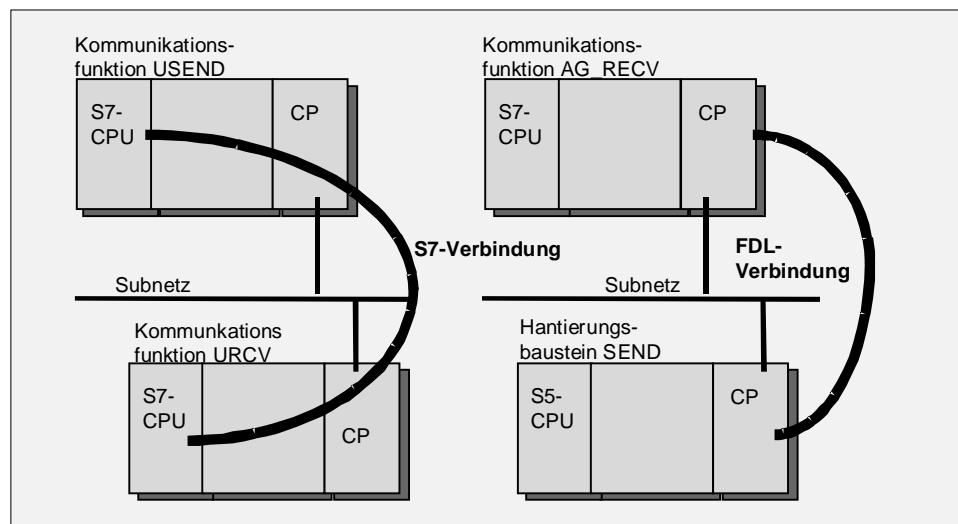 Kommunikations-
funktion USEND
S7-
CPU
CP
S7-Verbindung
Subnetz
Kommunkations
funktion URCV
S7-
CPU
CP
Kommunikations-
funktion AG_RECV
S7-
CPU
CP
FDL-
Verbindung
Subnetz
Hantierungs-
baustein SEND
S5-
CPU
CP